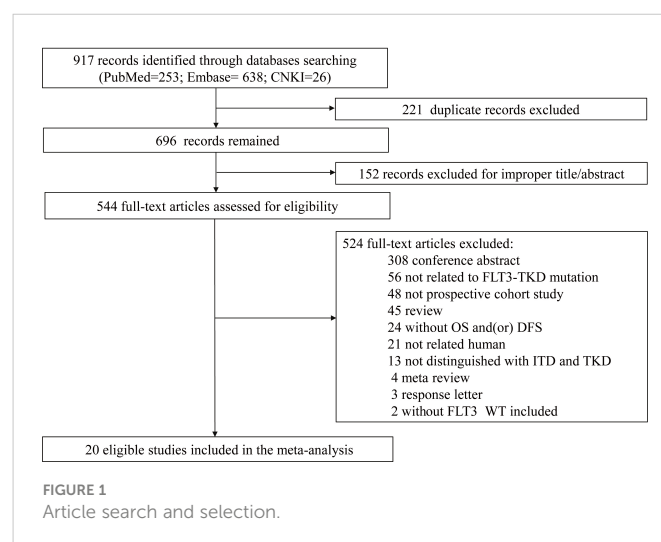 917 records identified through databases searching
(PubMed=253; Embase= 638; CNKI=26)
221 duplicate records excluded
696 records remained
152 records excluded for improper title/abstract
544 full-text articles assessed for eligibility
524 full-text articles excluded:
308 conference abstract
56 not related to FLT3-TKD mutation
48 not prospective cohort study
45 review
24 without OS and(or) DFS
21 not related human
13 not distinguished with ITD and TKD
4 meta review
3 response letter
2 without FLT3 WT included
20 eligible studies included in the meta-analysis
FIGURE 1
Article search and selection.